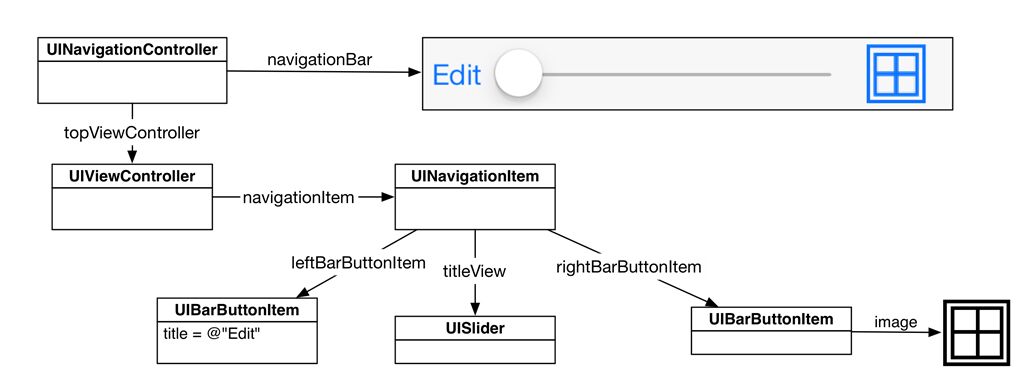 UINavigationController
navigationBar
Edit
topViewController
UIViewController
navigationItem
UINavigationItem
leftBarButtonItem
titleView
rightBarButtonItem
UIBarButtonItem
title = @"Edit"
UISlider
UIBarButtonItem
image